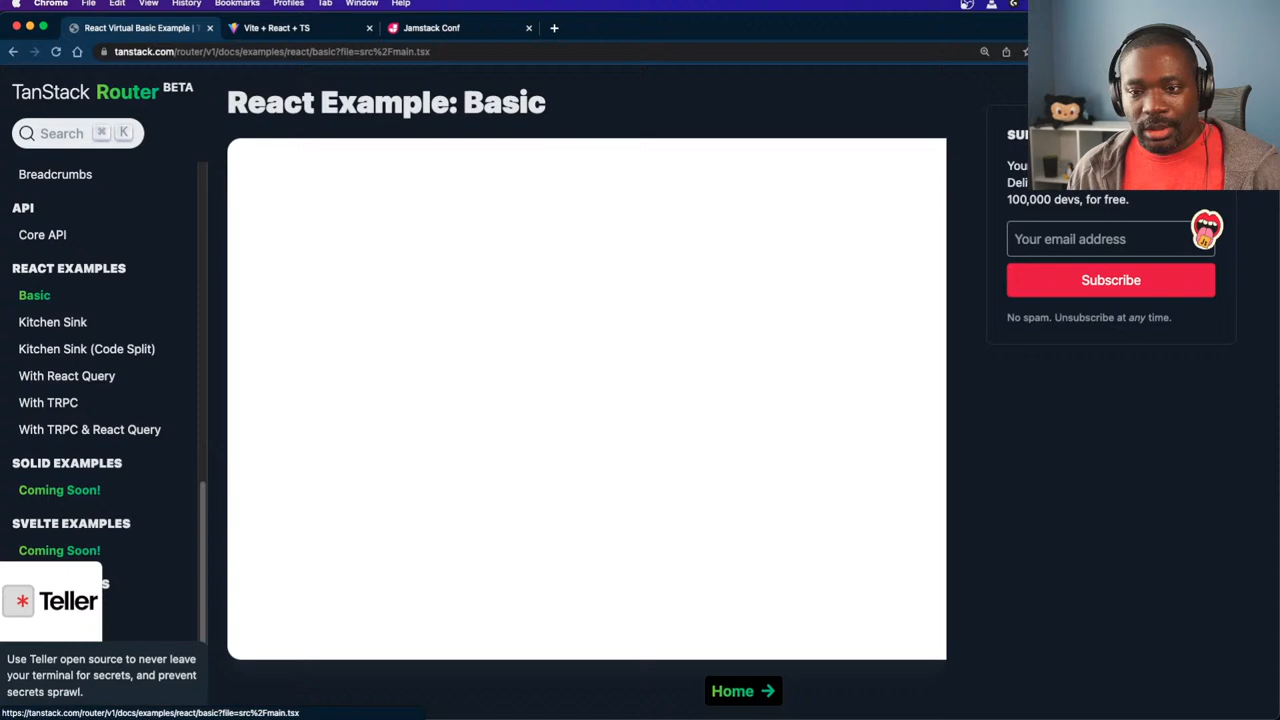 Chrome File Edit View History Bookmarks Profiles Tab Window Help
React Virtual Basic Example | T
Vite + React + TS
Jamstack Conf
tanstack.com/router/v1/docs/examples/react/basic?file=src%2Fmain.tsx
TanStack Router BETA
Search ⌘ K
Breadcrumbs
API
Core API
REACT EXAMPLES
Basic
Kitchen Sink
Kitchen Sink (Code Split)
With React Query
With TRPC
With TRPC & React Query
SOLID EXAMPLES
Coming Soon!
SVELTE EXAMPLES
Coming Soon!
S
* Teller
Use Teller open source to never leave
your terminal for secrets, and prevent
secrets sprawl.
https://tanstack.com/router/v1/docs/examples/react/basic?file=src%2Fmain.tsx
React Example: Basic
Home →
SU
You
Deli
100,000 devs, for free.
Your email address
Subscribe
No spam. Unsubscribe at any time.